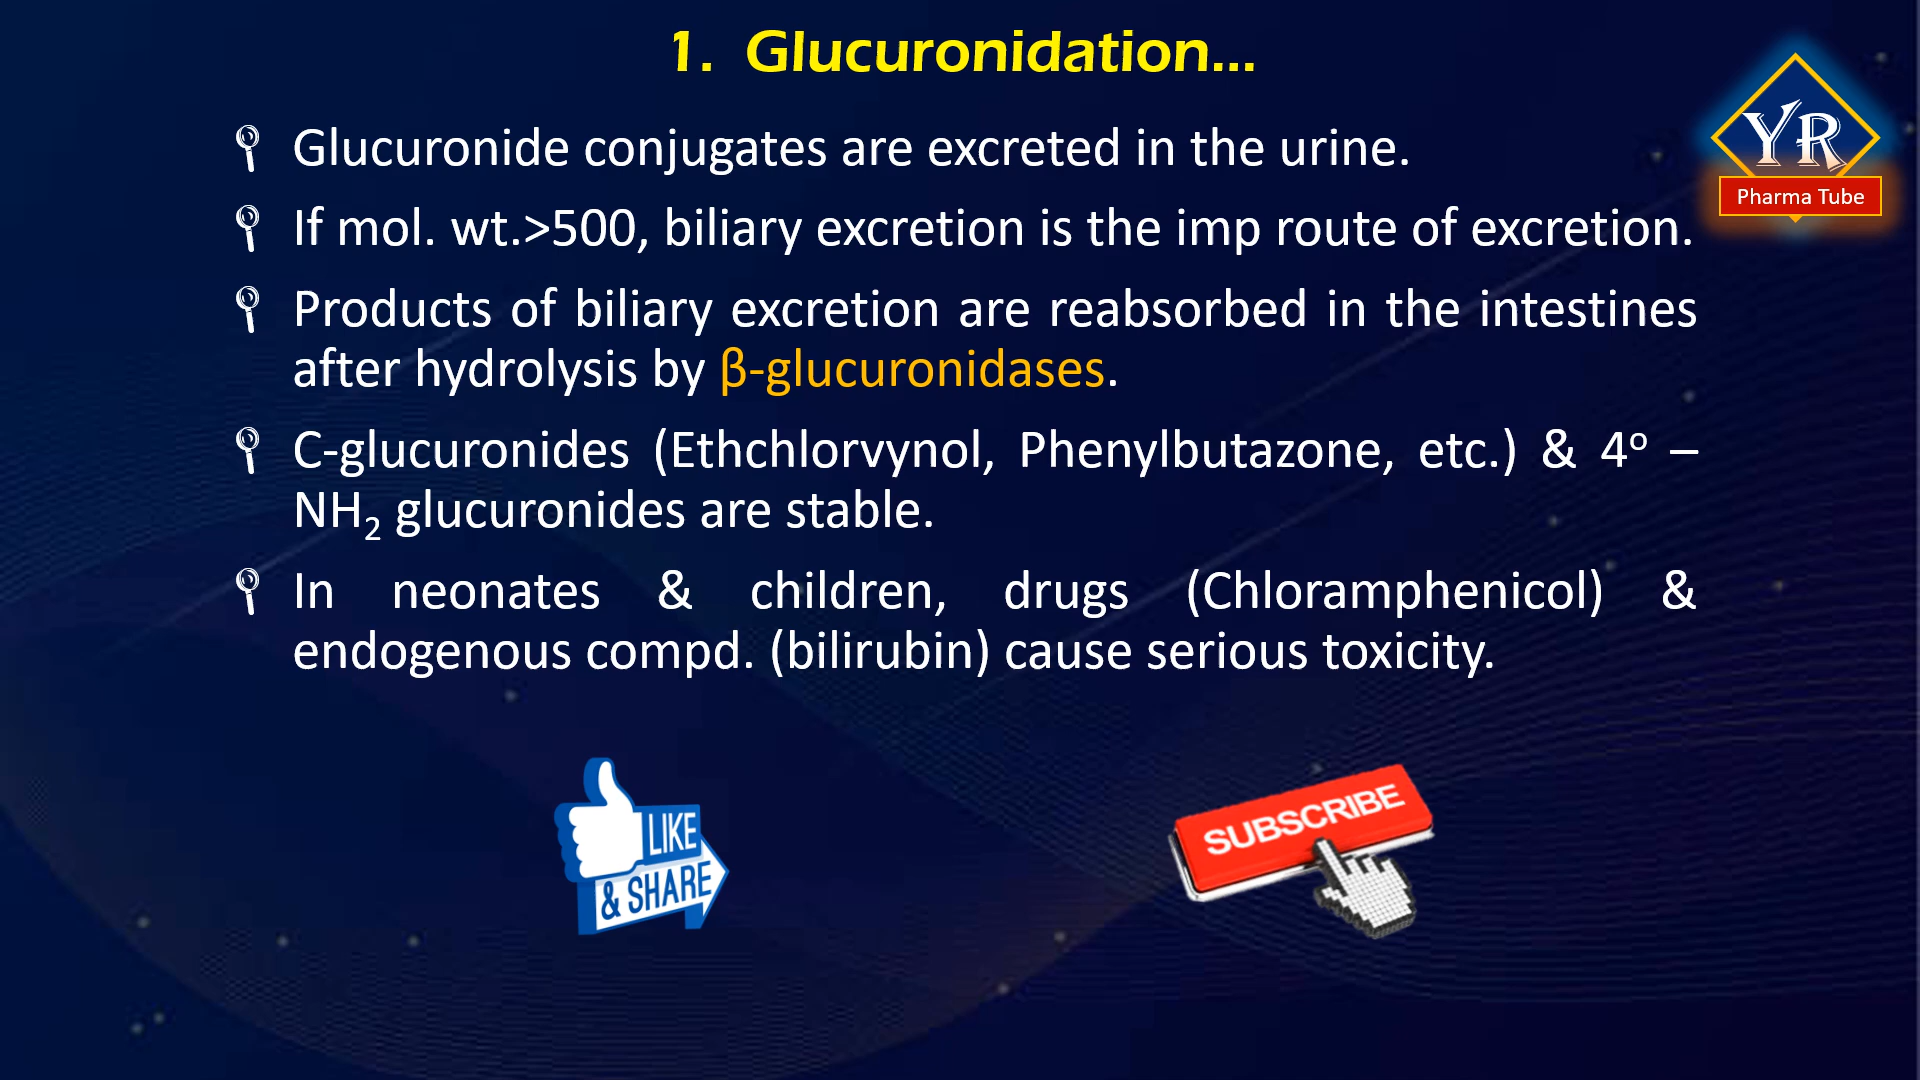 1. Glucuronidation...
YR
Pharma Tube
Glucuronide conjugates are excreted in the urine.
If mol. wt.>500, biliary excretion is the imp route of excretion.
Products of biliary excretion are reabsorbed in the intestines
after hydrolysis by β-glucuronidases.
C-glucuronides (Ethchlorvynol, Phenylbutazone, etc.) & 4º –
NH₂ glucuronides are stable.
In neonates & children, drugs (Chloramphenicol) &
endogenous compd. (bilirubin) cause serious toxicity.
LIKE
& SHARE
SUBSCRIBE